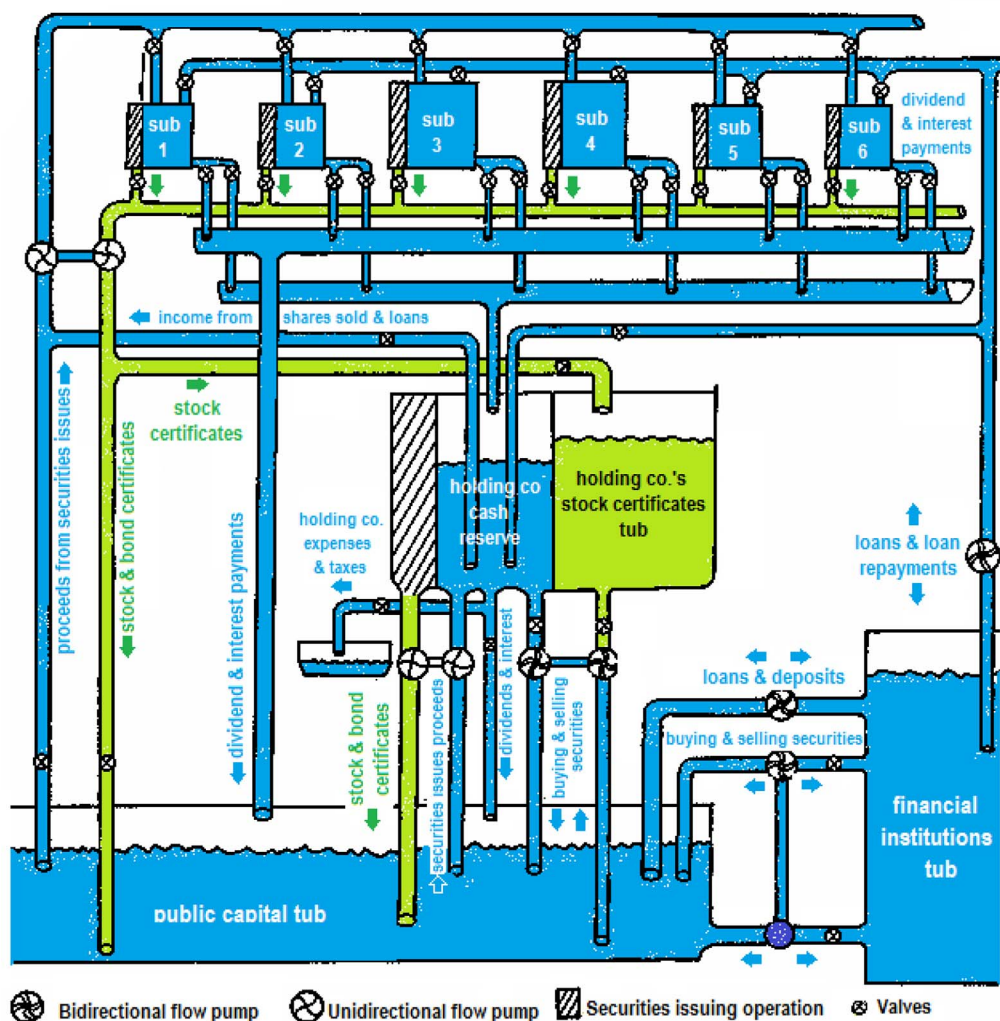 sub
1
sub
2
sub
3
sub
4
sub
5
sub
6
dividend
& interest
payments
income from shares sold & loans
stock
certificates
proceeds from securities issues
stock & bond certificates
dividend & interest payments
holding co
cash
reserve
holding co.'s
stock certificates
tub
holding co.
expenses
& taxes
loans & loan
repayments
stock & bond
certificates
securities issues proceeds
dividends & interest
buying & selling
securities
loans & deposits
buying & selling securities
financial
institutions
tub
public capital tub
Bidirectional flow pump
Unidirectional flow pump
Securities issuing operation
Valves